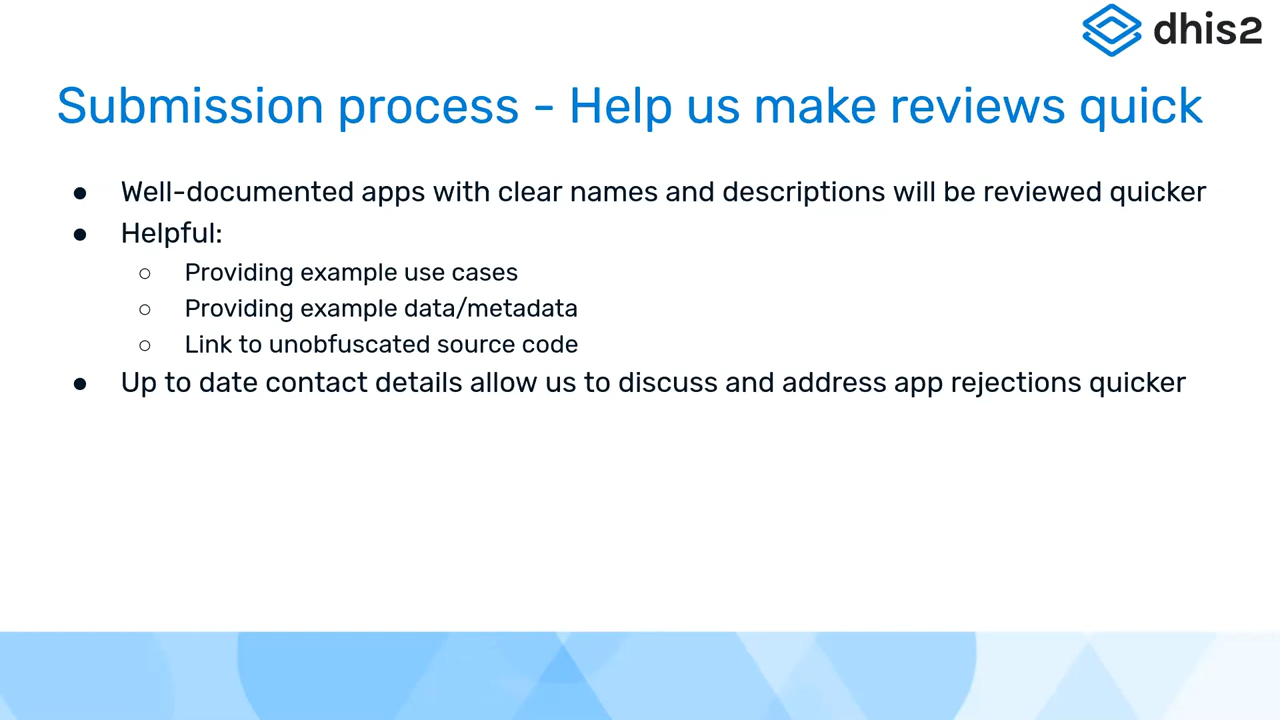 dhis2
Submission process - Help us make reviews quick
● Well-documented apps with clear names and descriptions will be reviewed quicker
● Helpful:
○ Providing example use cases
○ Providing example data/metadata
○ Link to unobfuscated source code
● Up to date contact details allow us to discuss and address app rejections quicker